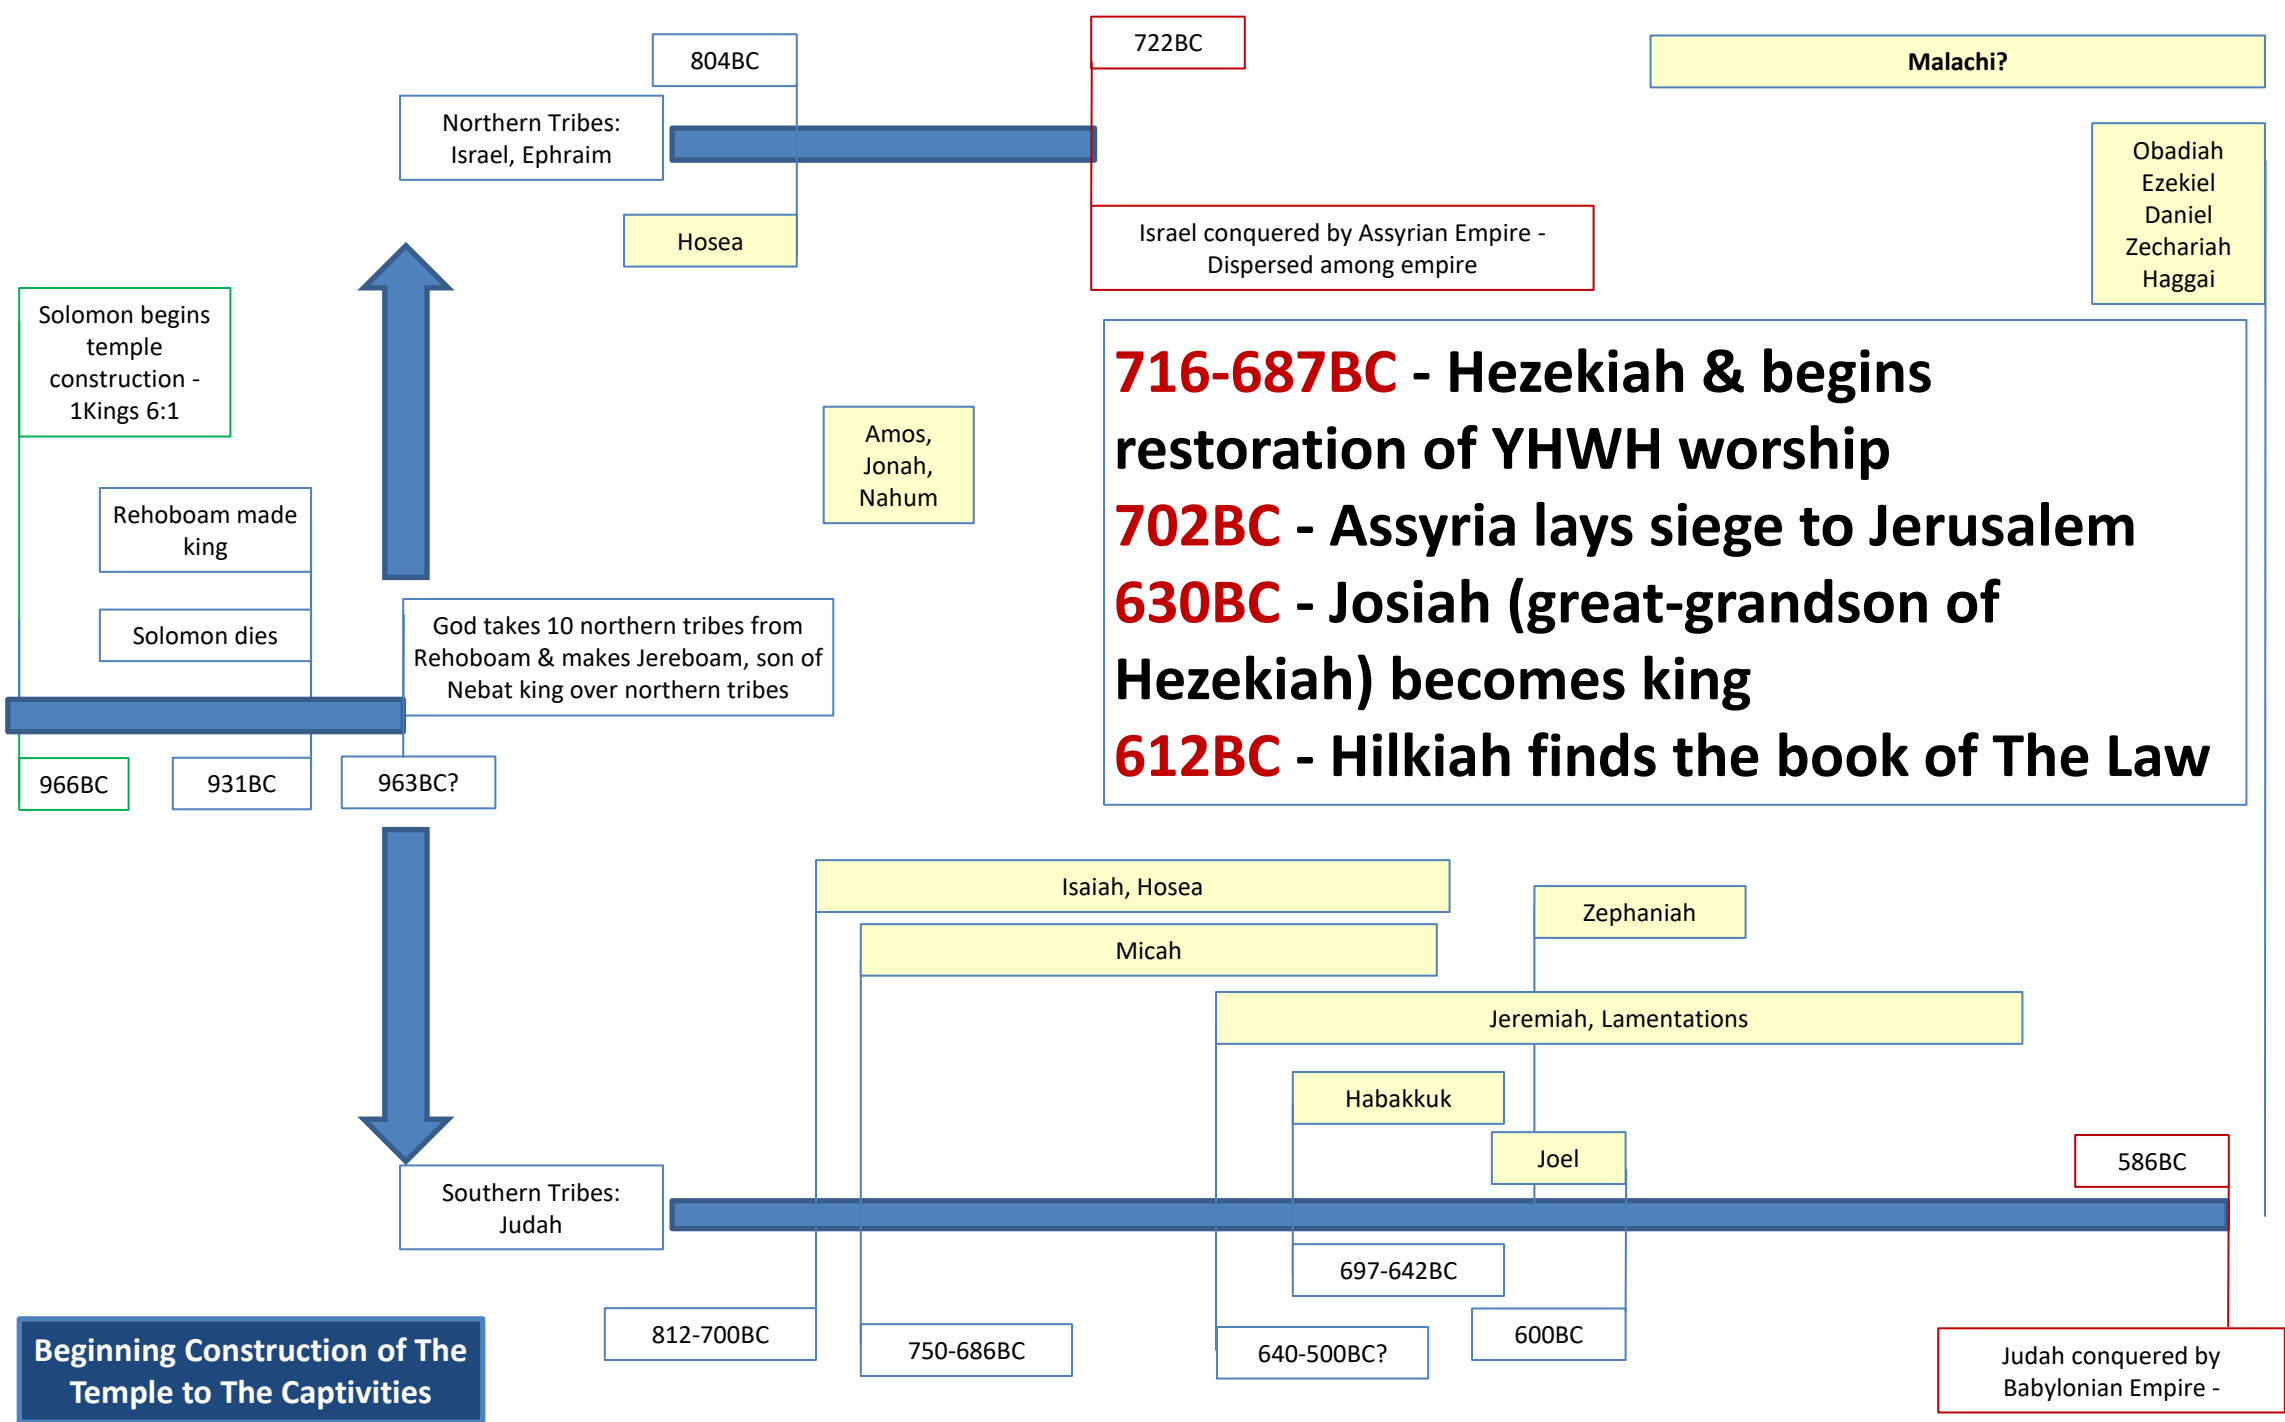 804BC
722BC
Malachi?
Northern Tribes:
Israel, Ephraim
Hosea
Israel conquered by Assyrian Empire -
Dispersed among empire
Obadiah
Ezekiel
Daniel
Zechariah
Haggai
Solomon begins
temple
construction -
1Kings 6:1
Rehoboam made
king
Solomon dies
God takes 10 northern tribes from
Rehoboam & makes Jereboam, son of
Nebat king over northern tribes
966BC
931BC
963BC?
Amos,
Jonah,
Nahum
716-687BC - Hezekiah & begins
restoration of YHWH worship
702BC - Assyria lays siege to Jerusalem
630BC - Josiah (great-grandson of
Hezekiah) becomes king
612BC - Hilkiah finds the book of The Law
Isaiah, Hosea
Zephaniah
Micah
Jeremiah, Lamentations
Habakkuk
Joel
586BC
Southern Tribes:
Judah
697-642BC
812-700BC
750-686BC
640-500BC?
600BC
Judah conquered by
Babylonian Empire -
Beginning Construction of The
Temple to The Captivities